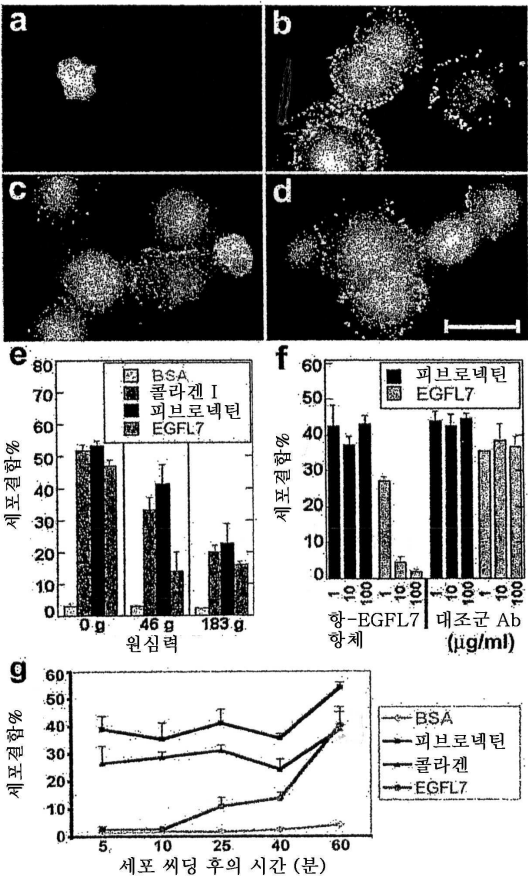 a
b
c
d
e
80
70
60
50
40
30
20
10
0
세포결합%
BSA
콜라겐 I
피브로넥틴
EGFL7
0 g
46 g
183 g
원심력
f
60
50
40
30
20
10
0
세포결합%
피브로넥틴
EGFL7
1 10 100 1 10 100 1 10 100 1 10 100
항-EGFL7 항체
대조군 Ab
(µg/ml)
g
60
50
40
30
20
10
0
세포결합%
5 10 25 40 60
세포 씨딩 후의 시간 (분)
BSA
피브로넥틴
콜라겐
EGFL7